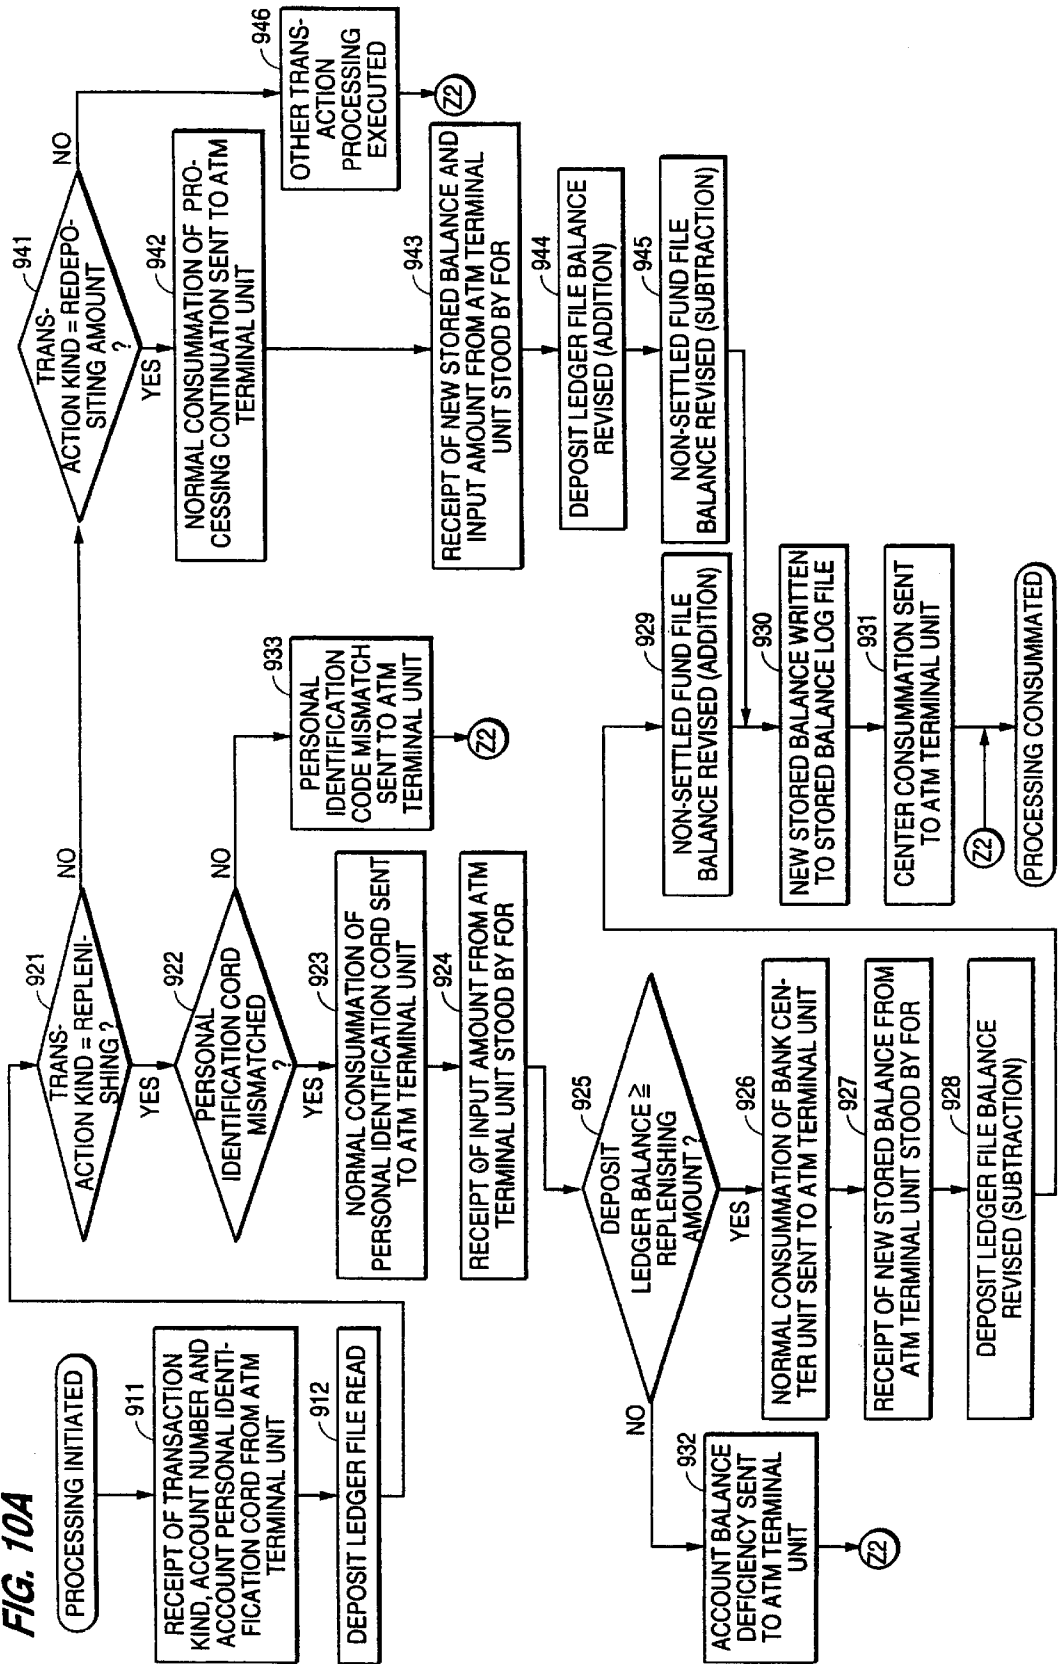 FIG. 10A
PROCESSING INITIATED
911
RECEIPT OF TRANSACTION
KIND, ACCOUNT NUMBER AND
ACCOUNT PERSONAL IDENTI-
FICATION CORD FROM ATM
TERMINAL UNIT
912
DEPOSIT LEDGER FILE READ
921
TRANS-
ACTION KIND = REPLENI-
SHING ?
NO
YES
922
PERSONAL
IDENTIFICATION CORD
MISMATCHED
?
NO
YES
923
NORMAL CONSUMMATION OF
PERSONAL IDENTIFICATION CORD SENT
TO ATM TERMINAL UNIT
924
RECEIPT OF INPUT AMOUNT FROM ATM
TERMINAL UNIT STOOD BY FOR
925
DEPOSIT
LEDGER BALANCE ≧
REPLENISHING
AMOUNT ?
NO
YES
932
ACCOUNT BALANCE
DEFICIENCY SENT
TO ATM TERMINAL
UNIT
Z2
926
NORMAL CONSUMMATION OF BANK CEN-
TER UNIT SENT TO ATM TERMINAL UNIT
927
RECEIPT OF NEW STORED BALANCE FROM
ATM TERMINAL UNIT STOOD BY FOR
928
DEPOSIT LEDGER FILE BALANCE
REVISED (SUBTRACTION)
933
PERSONAL
IDENTIFICATION
CODE MISMATCH
SENT TO ATM
TERMINAL UNIT
Z2
929
NON-SETTLED FUND FILE
BALANCE REVISED (ADDITION)
930
NEW STORED BALANCE WRITTEN
TO STORED BALANCE LOG FILE
931
CENTER CONSUMMATION SENT
TO ATM TERMINAL UNIT
Z2
PROCESSING CONSUMMATED
941
TRANS-
ACTION KIND = REDEPO-
SITING AMOUNT
?
NO
YES
942
NORMAL CONSUMMATION OF PRO-
CESSING CONTINUATION SENT TO ATM
TERMINAL UNIT
943
RECEIPT OF NEW STORED BALANCE AND
INPUT AMOUNT FROM ATM TERMINAL
UNIT STOOD BY FOR
944
DEPOSIT LEDGER FILE BALANCE
REVISED (ADDITION)
945
NON-SETTLED FUND FILE
BALANCE REVISED (SUBTRACTION)
946
OTHER TRANS-
ACTION
PROCESSING
EXECUTED
Z2